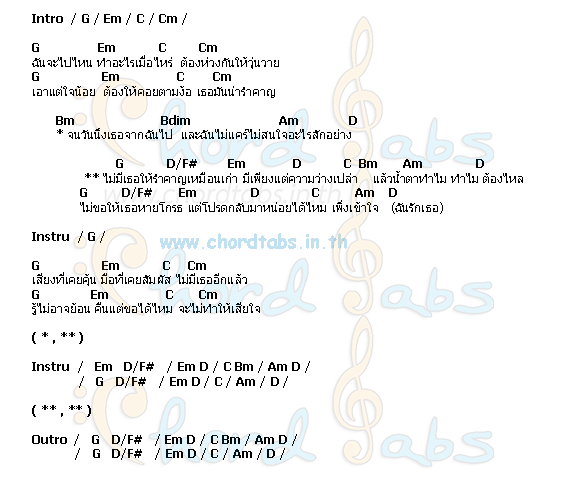 Intro / G / Em / C / Cm /
G Em C Cm
ฉันจะไปไหน ทำอะไรเมื่อไหร่ ต้องห่วงกันให้วุ่นวาย
G Em C Cm
เอาแต่ใจน้อย ต้องให้คอยตามง้อ เธอมันน่ารำคาญ
Bm Bdim Am D
* จนวันนึงเธอจากฉันไป และฉันไม่แคร์ไม่สนใจอะไรสักอย่าง
G D/F# Em D C Bm Am D
** ไม่มีเธอให้รำคาญเหมือนเก่า มีเพียงแต่ความว่างเปล่า แล้วน้ำตาทำไม ทำไม ต้องไหล
G D/F# Em D C Am D
ไม่ขอให้เธอหายโกรธ แต่โปรดกลับมาหน่อยได้ไหม เพิ่งเข้าใจ (ฉันรักเธอ)
Instru / G /
www.chordtabs.in.th
G Em C Cm
เสียงที่เคยคุ้น มือที่เคยสัมผัส ไม่มีเธออีกแล้ว
G Em C Cm
รู้ไม่อาจย้อน คืนแต่ขอได้ไหม จะไม่ทำให้เสียใจ
( * , ** )
Instru / Em D/F# / Em D / C Bm / Am D /
/ G D/F# / Em D / C / Am / D /
( ** , ** )
Outro / G D/F# / Em D / C Bm / Am D /
/ G D/F# / Em D / C / Am / D /